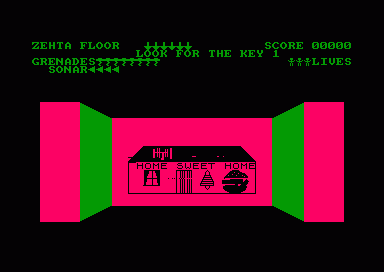 ZEHTA FLOOR SCORE 00000
LOOK FOR THE KEY 1
GRENADES LIVES
SONAR
HOME SWEET HOME